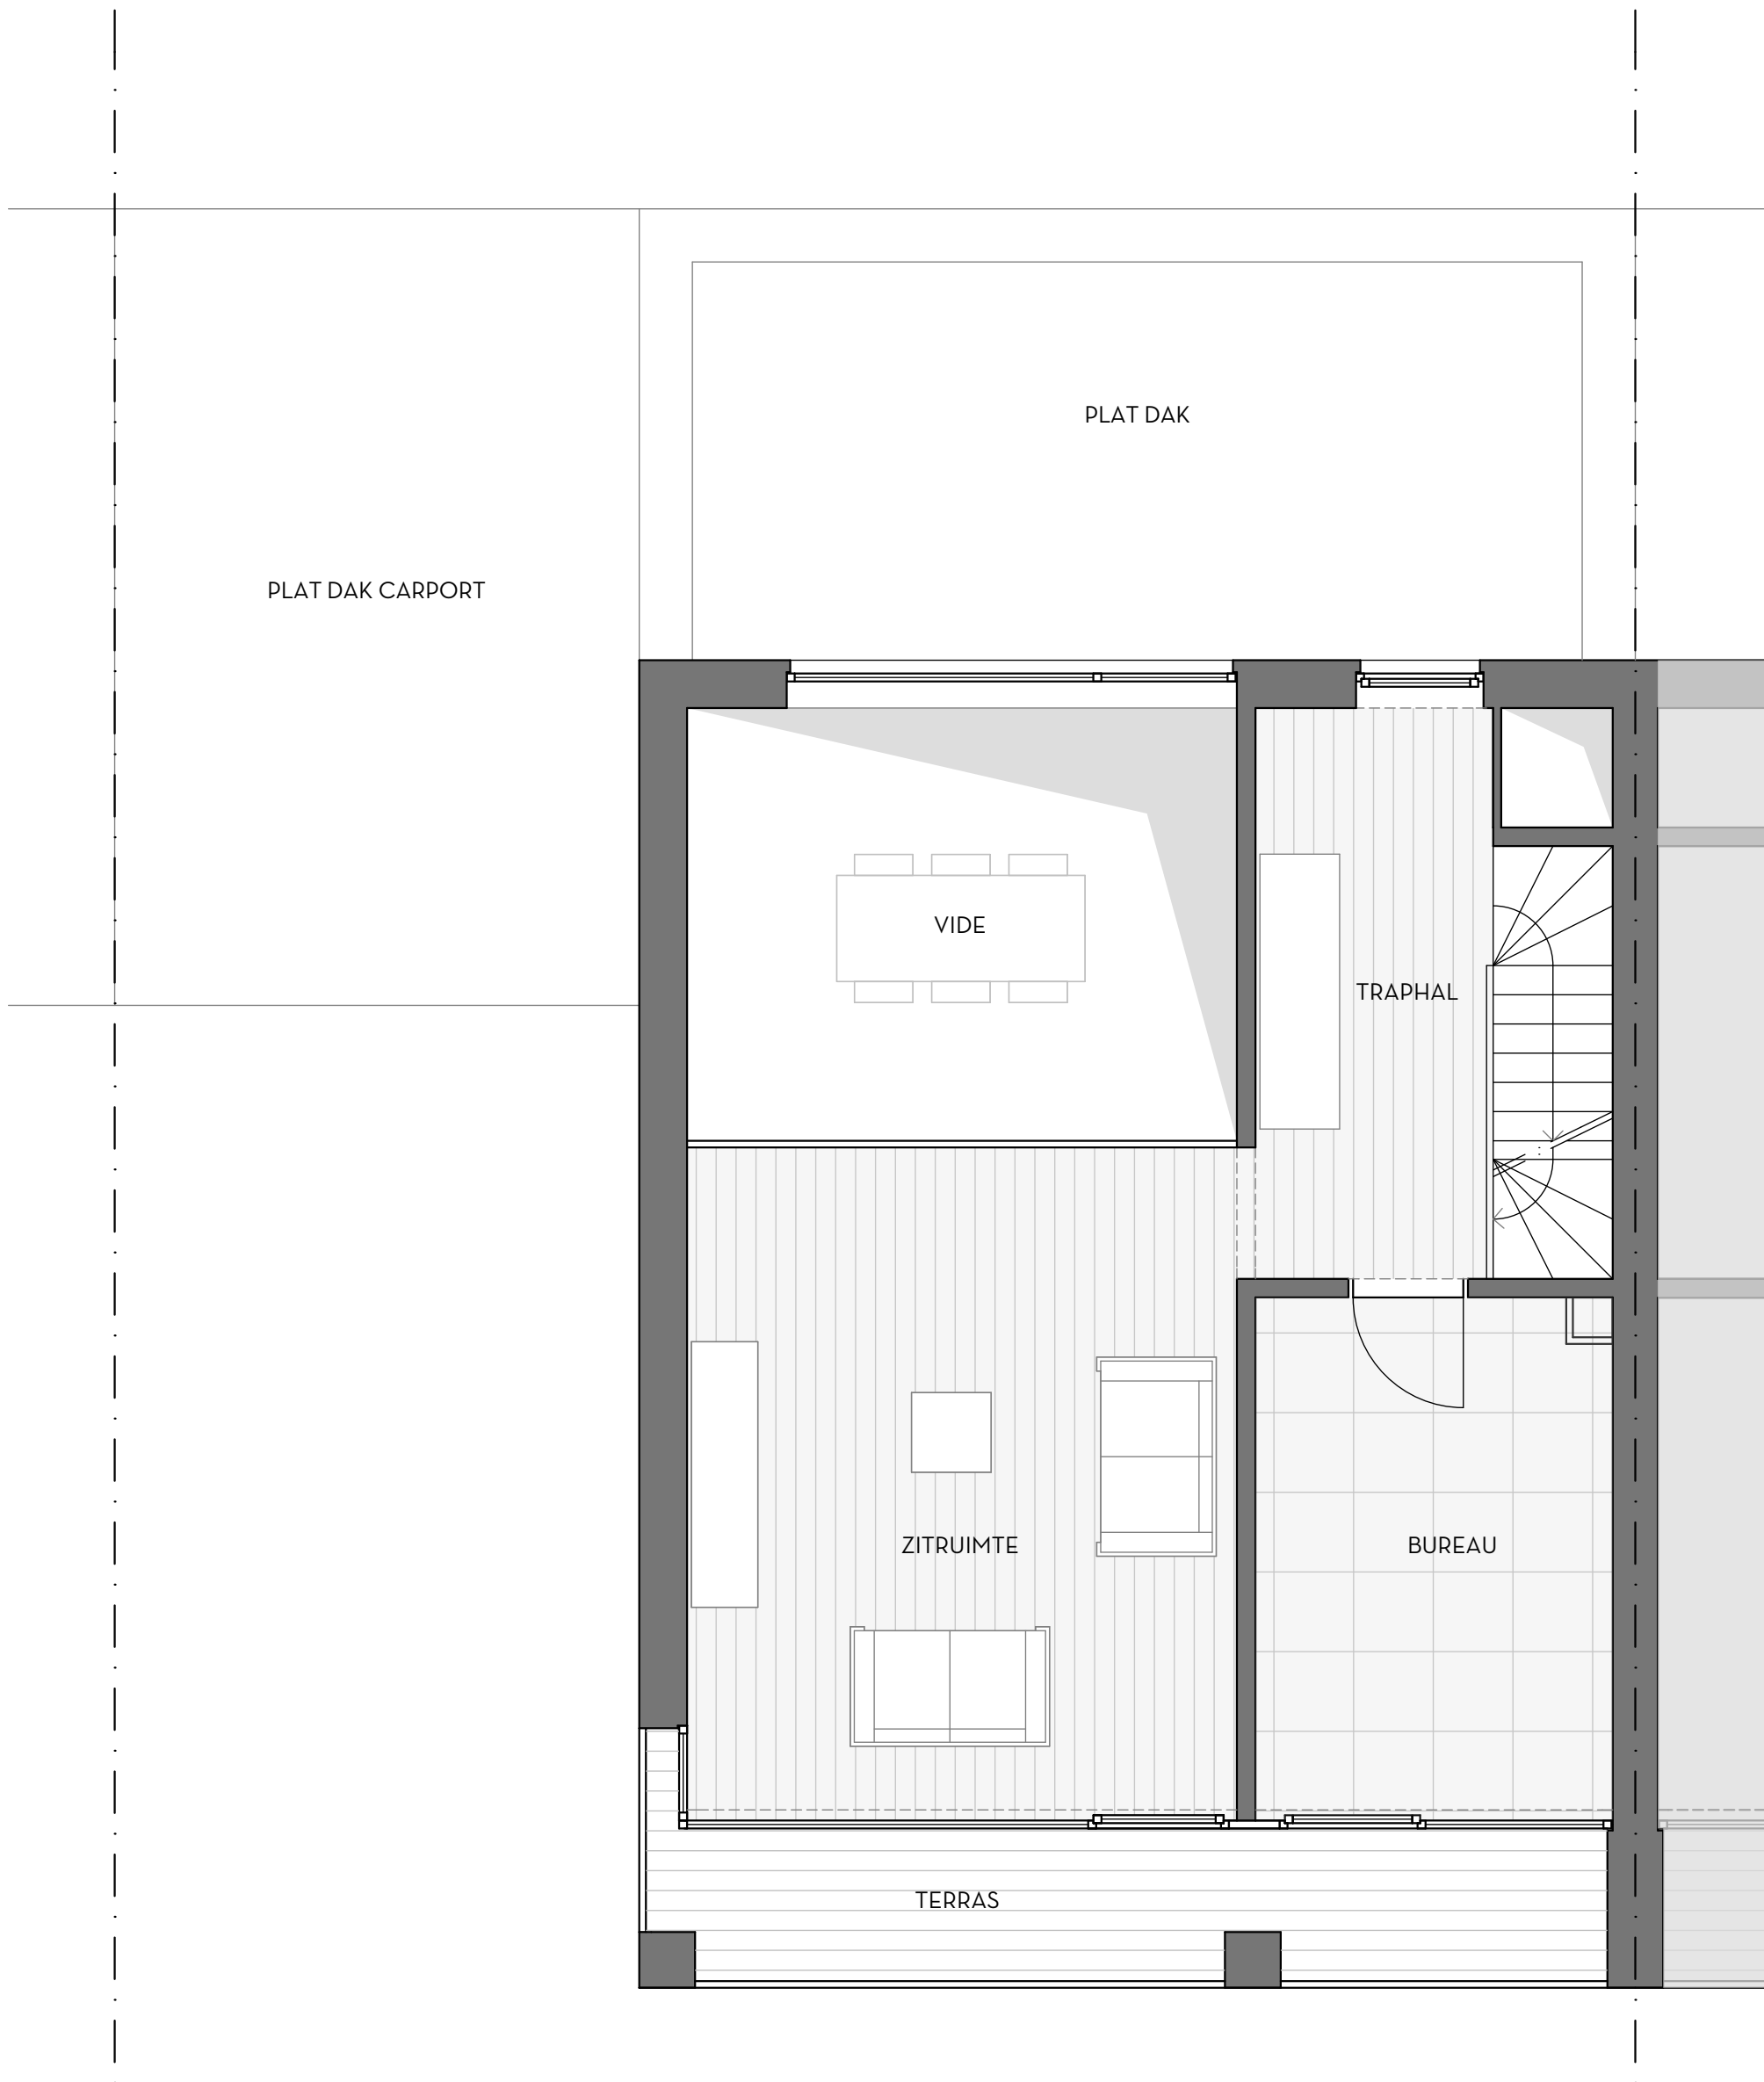 PLAT DAK
PLAT DAK CARPORT
VIDE
TRAPHAL
ZITRUIMTE
BUREAU
TERRAS